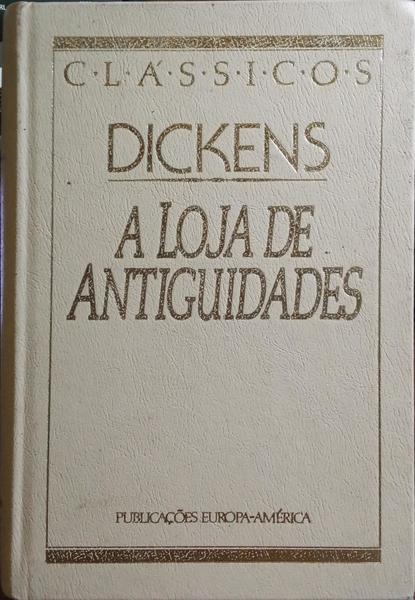 C·L·Á·S·S·I·C·O·S
DICKENS
A LOJA DE
ANTIGUIDADES
PUBLICAÇÕES EUROPA-AMÉRICA